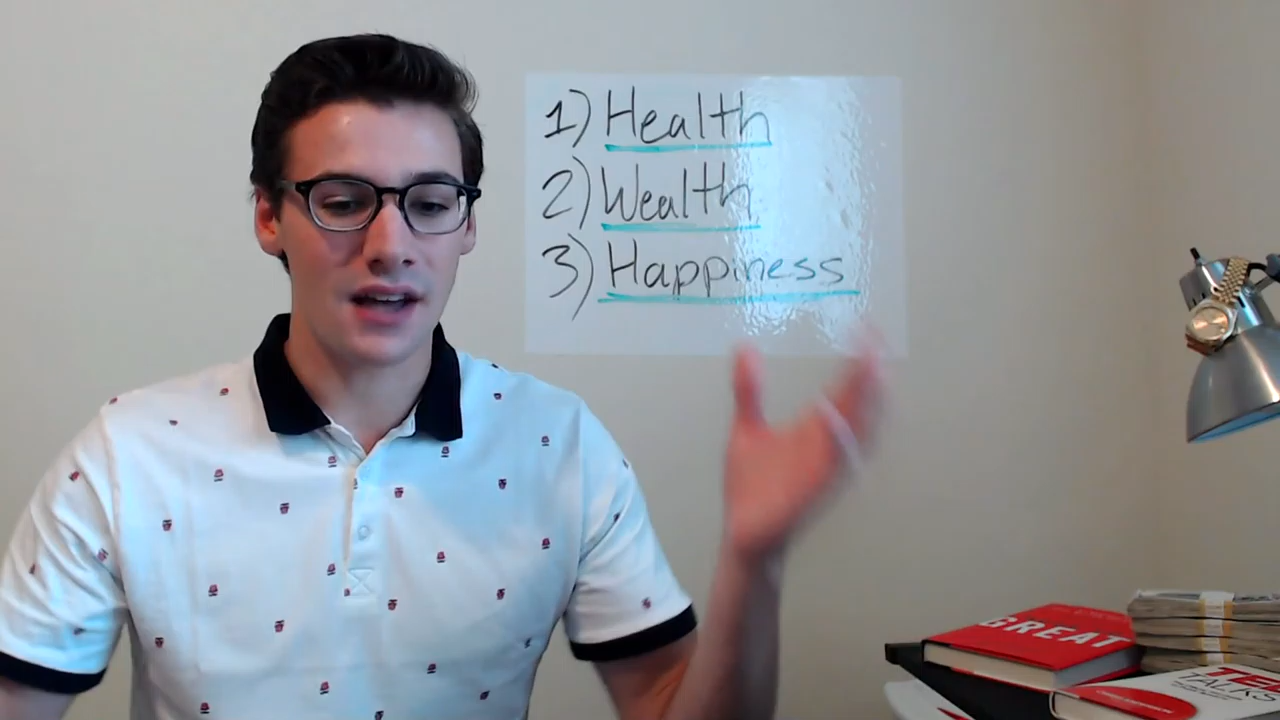 1) Health
2) Wealth
3) Happiness
GREAT
TED
TALKS